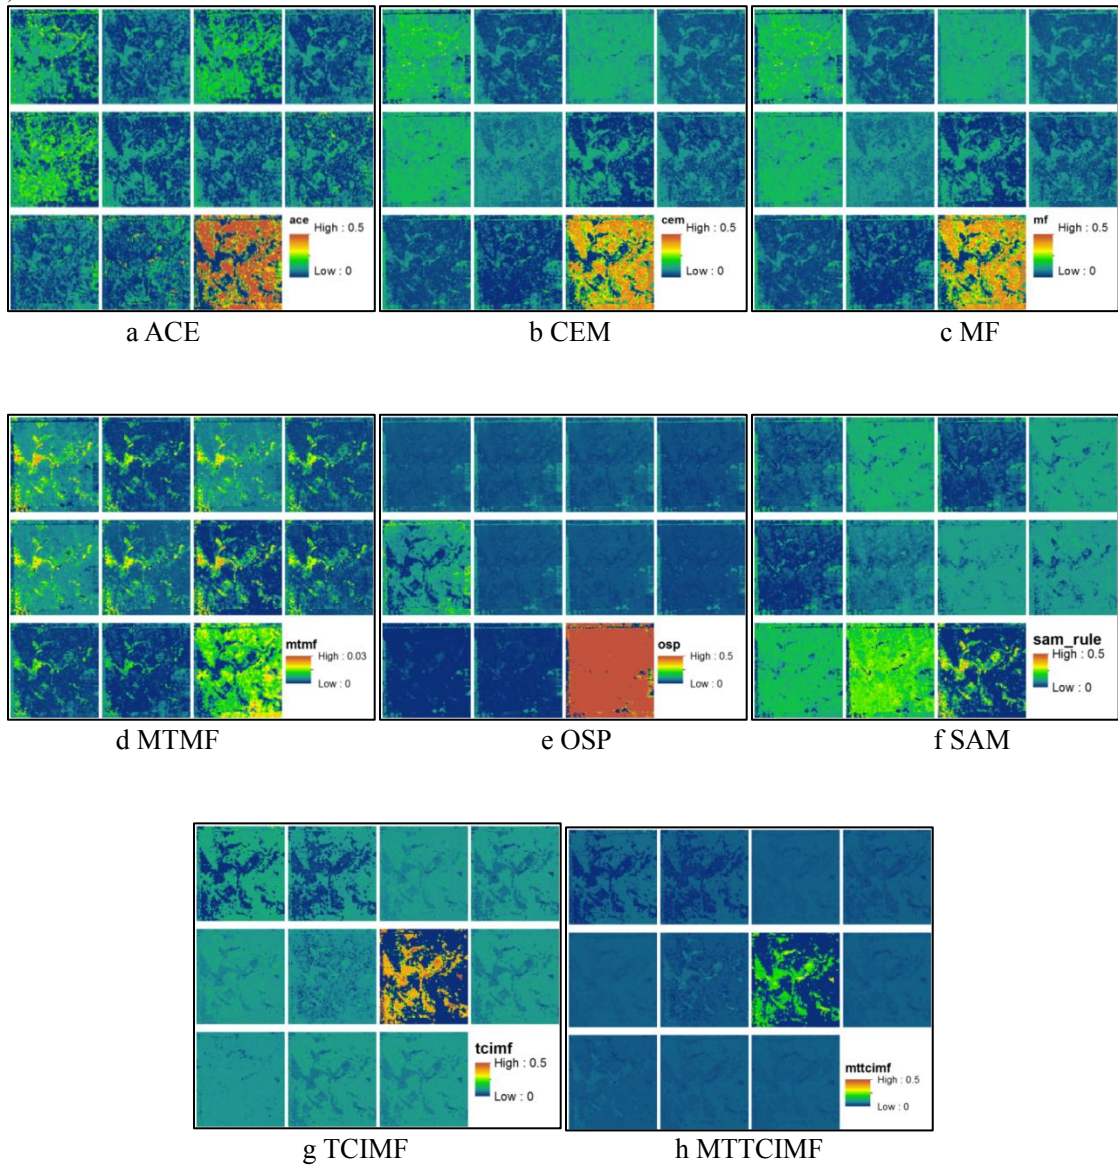 ace
High : 0.5
Low : 0
cem
High : 0.5
Low : 0
mf
High : 0.5
Low : 0
a ACE
b CEM
c MF
mtmf
High : 0.03
Low : 0
osp
High : 0.5
Low : 0
sam_rule
High : 0.5
Low : 0
d MTMF
e OSP
f SAM
tcimf
High : 0.5
Low : 0
mttcimf
High : 0.5
Low : 0
g TCIMF
h MTTCIMF